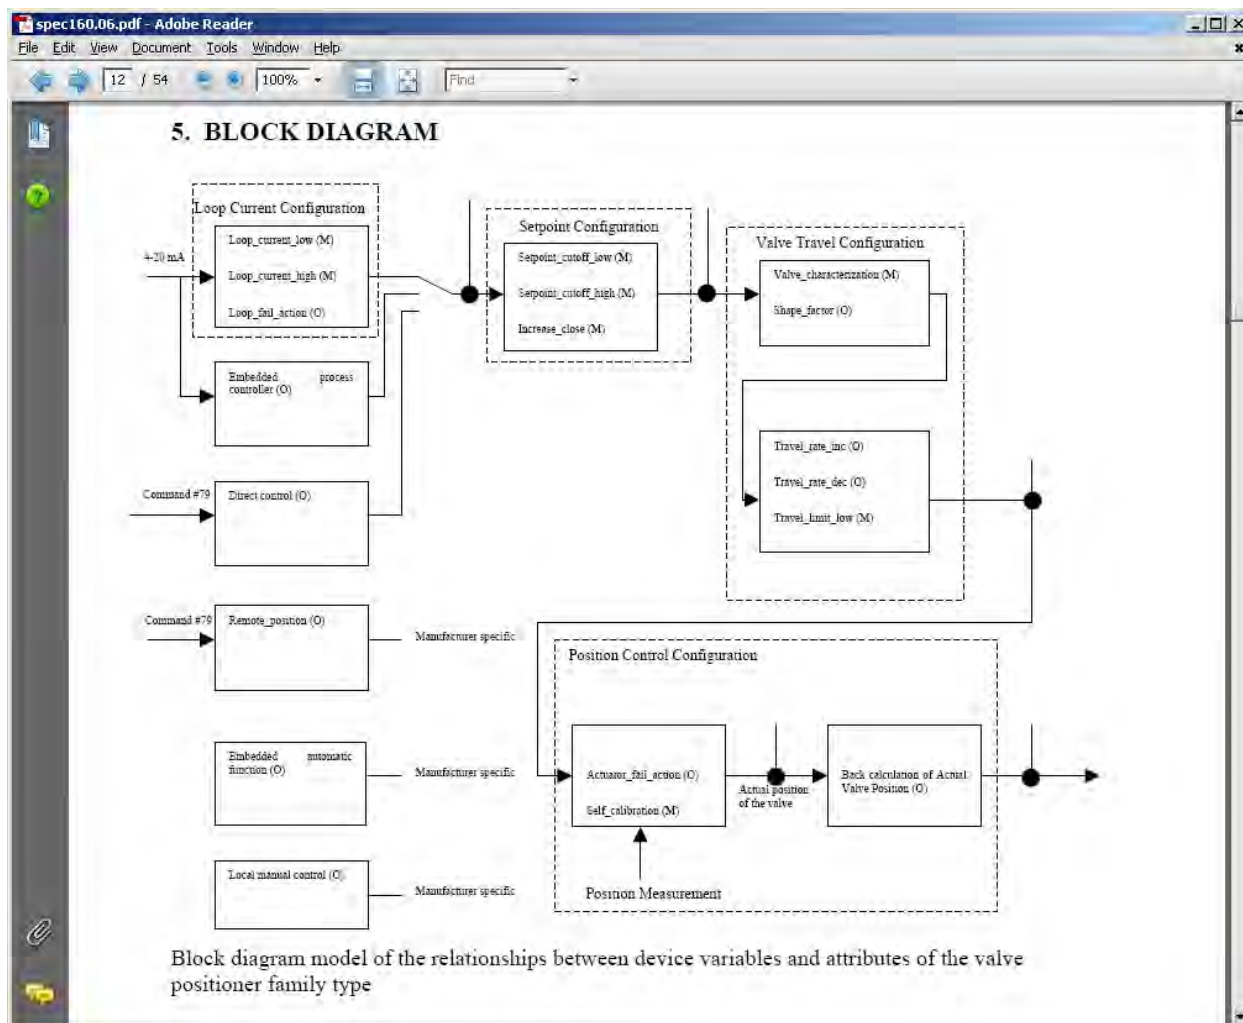 spec160.06.pdf - Adobe Reader
File Edit View Document Tools Window Help
12 / 54 100% Find
5. BLOCK DIAGRAM
Loop Current Configuration
4-20 mA
Loop_current_low (M)
Loop_current_high (M)
Loop_fail_action (O)
Setpoint Configuration
Setpoint_cutoff_low (M)
Setpoint_cutoff_high (M)
Increase_close (M)
Valve Travel Configuration
Valve_characterization (M)
Shape_factor (O)
Embedded process
controller (O)
Travel_rate_inc (O)
Travel_rate_dec (O)
Travel_limit_low (M)
Command #79
Direct control (O)
Command #79
Remote_position (O)
Manufacturer specific
Position Control Configuration
Embedded automatic
function (O)
Manufacturer specific
Actuator_fail_action (O)
Self_calibration (M)
Actual position
of the valve
Back calculation of Actual
Valve Position (O)
Local manual control (O)
Manufacturer specific
Position Measurement
Block diagram model of the relationships between device variables and attributes of the valve
positioner family type